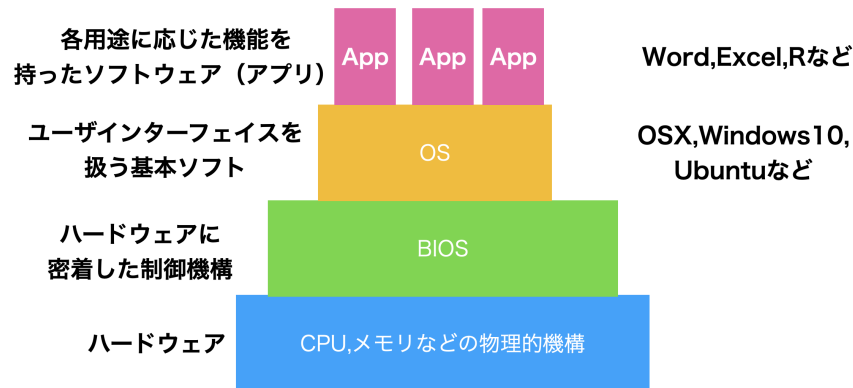 各用途に応じた機能を
持ったソフトウェア（アプリ）
App
App
App
Word,Excel,Rなど
ユーザインターフェイスを
扱う基本ソフト
OS
OSX,Windows10,
Ubuntuなど
ハードウェアに
密着した制御機構
BIOS
ハードウェア
CPU,メモリなどの物理的機構